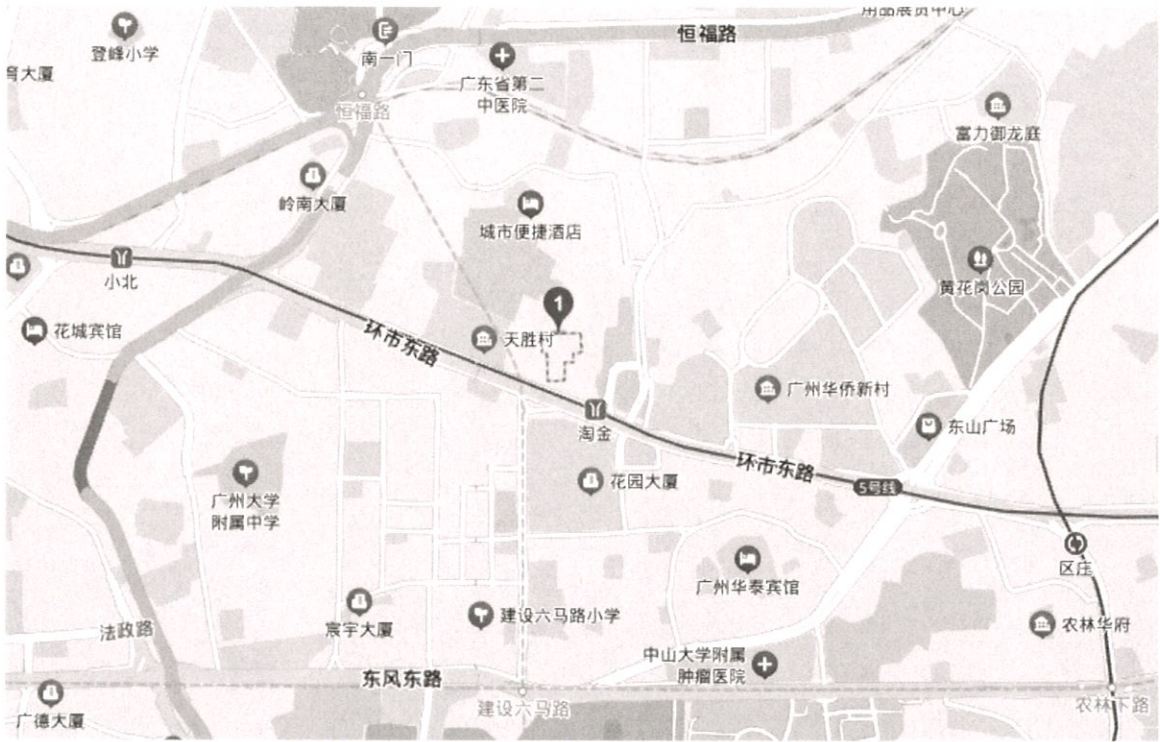 用品展贸中心
恒福路
登峰小学
南一门
育大厦
广东省第二
中医院
恒福路
富力御龙庭
岭南大厦
城市便捷酒店
小北
黄花岗公园
1
花城宾馆
环市东路
天胜村
广州华侨新村
淘金
东山广场
环市东路
花园大厦
5号线
广州大学
附属中学
区庄
广州华泰宾馆
宸宇大厦
建设六马路小学
农林华府
法政路
中山大学附属
肿瘤医院
东风东路
广德大厦
建设六马路
农林下路